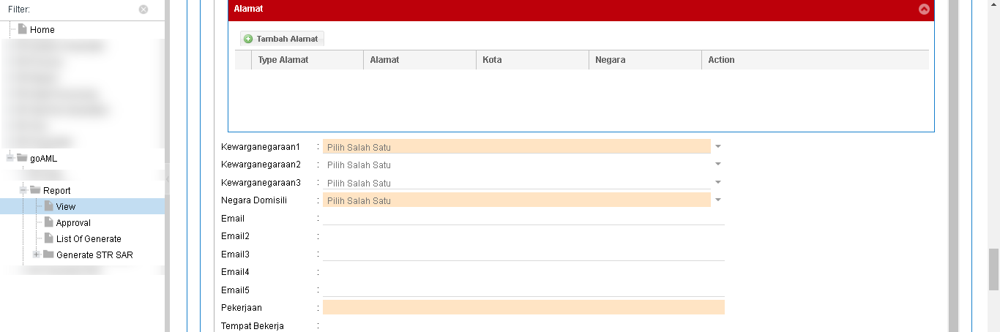 Filter:
Home
goAML
Report
View
Approval
List Of Generate
Generate STR SAR
Alamat
Tambah Alamat
Type Alamat Alamat Kota Negara Action
Kewarganegaraan1 : Pilih Salah Satu
Kewarganegaraan2 : Pilih Salah Satu
Kewarganegaraan3 : Pilih Salah Satu
Negara Domisili : Pilih Salah Satu
Email :
Email2 :
Email3 :
Email4 :
Email5 :
Pekerjaan :
Tempat Bekerja :